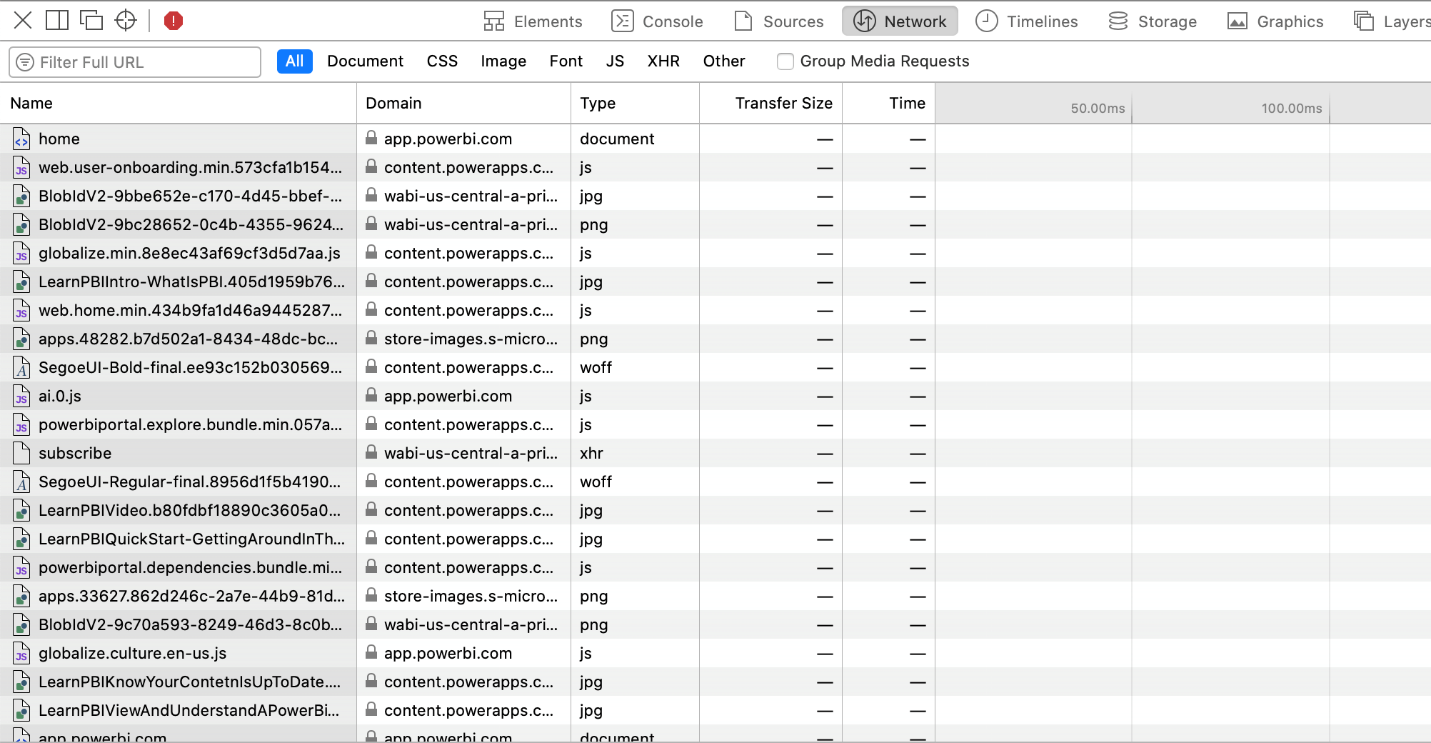 Elements Console Sources Network Timelines Storage Graphics Layers
Filter Full URL All Document CSS Image Font JS XHR Other Group Media Requests
Name Domain Type Transfer Size Time 50.00ms 100.00ms
home app.powerbi.com document — —
web.user-onboarding.min.573cfa1b154... content.powerapps.c... js — —
BlobIdV2-9bbe652e-c170-4d45-bbef-... wabi-us-central-a-pri... jpg — —
BlobIdV2-9bc28652-0c4b-4355-9624... wabi-us-central-a-pri... png — —
globalize.min.8e8ec43af69cf3d5d7aa.js content.powerapps.c... js — —
LearnPBIIntro-WhatIsPBI.405d1959b76... content.powerapps.c... jpg — —
web.home.min.434b9fa1d46a9445287... content.powerapps.c... js — —
apps.48282.b7d502a1-8434-48dc-bc... store-images.s-micro... png — —
SegoeUI-Bold-final.ee93c152b030569... content.powerapps.c... woff — —
ai.0.js app.powerbi.com js — —
powerbiportal.explore.bundle.min.057a... content.powerapps.c... js — —
subscribe wabi-us-central-a-pri... xhr — —
SegoeUI-Regular-final.8956d1f5b4190... content.powerapps.c... woff — —
LearnPBIVideo.b80fdbf18890c3605a0... content.powerapps.c... jpg — —
LearnPBIQuickStart-GettingAroundInTh... content.powerapps.c... jpg — —
powerbiportal.dependencies.bundle.mi... content.powerapps.c... js — —
apps.33627.862d246c-2a7e-44b9-81d... store-images.s-micro... png — —
BlobIdV2-9c70a593-8249-46d3-8c0b... wabi-us-central-a-pri... png — —
globalize.culture.en-us.js app.powerbi.com js — —
LearnPBIKnowYourContetnIsUpToDate.... content.powerapps.c... jpg — —
LearnPBIViewAndUnderstandAPowerBi... content.powerapps.c... jpg — —
app.powerbi.com app.powerbi.com document — —